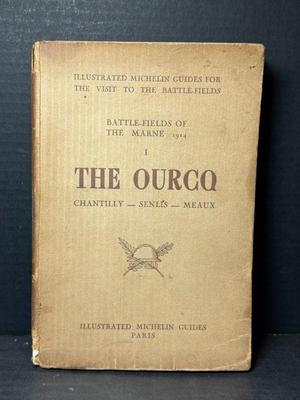 ILLUSTRATED MICHELIN GUIDES FOR
THE VISIT TO THE BATTLE-FIELDS
BATTLE-FIELDS OF
THE MARNE 1914
I
THE OURCQ
CHANTILLY — SENLIS — MEAUX
ILLUSTRATED MICHELIN GUIDES
PARIS